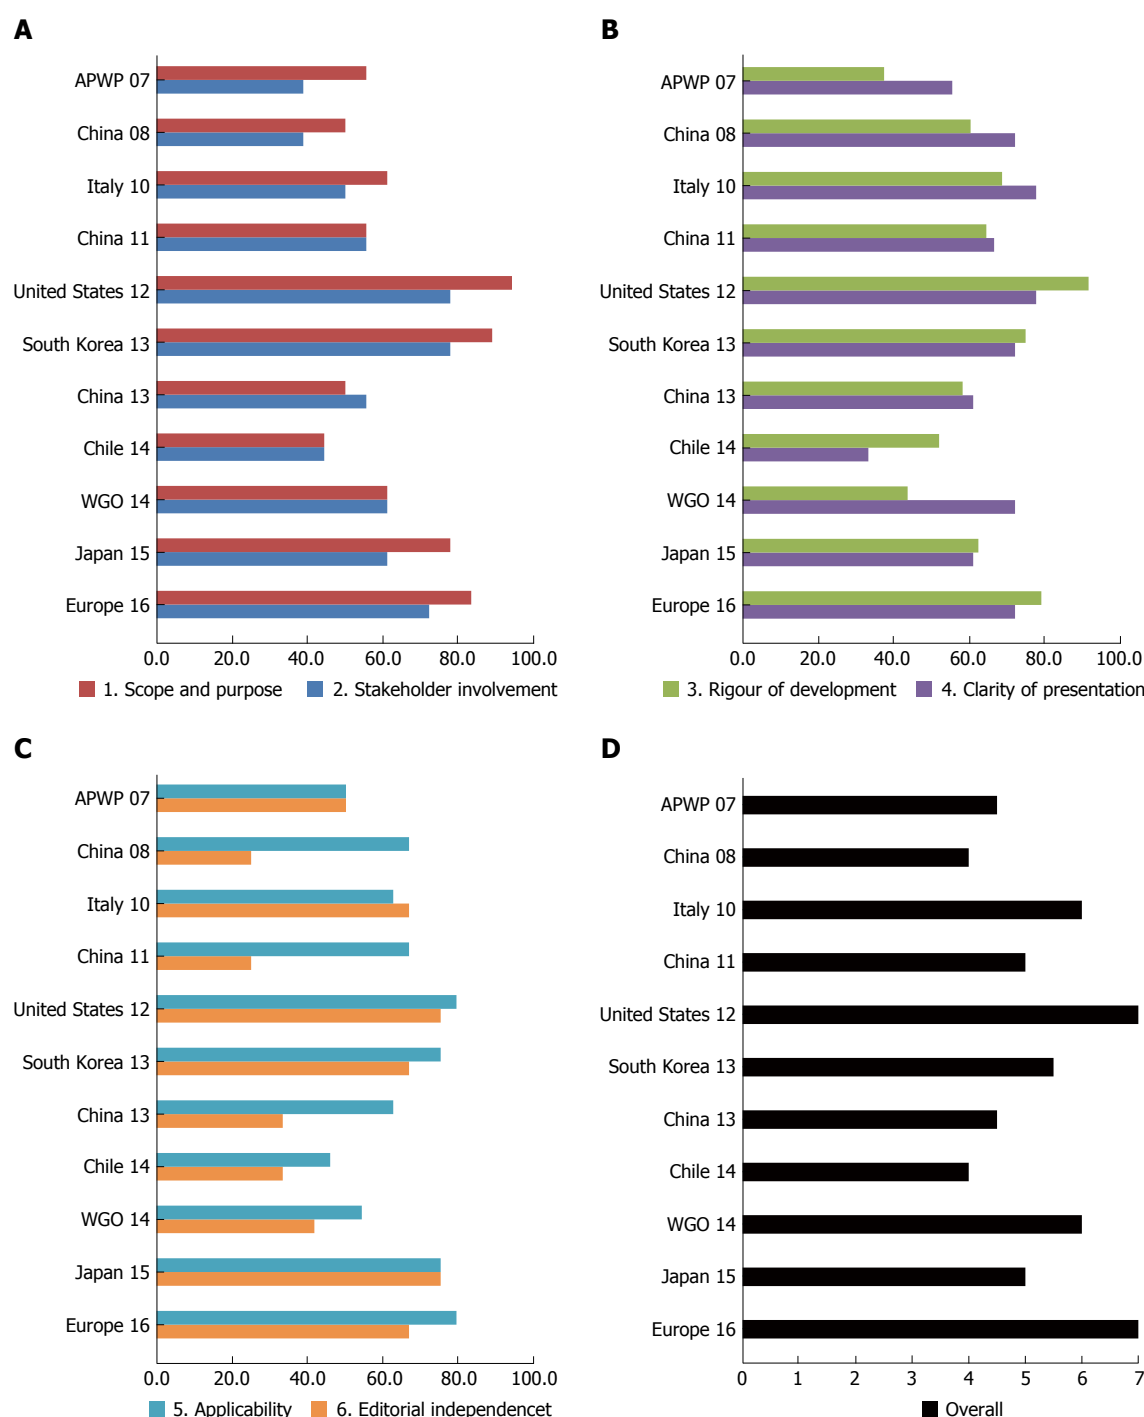 A
APWP 07
China 08
Italy 10
China 11
United States 12
South Korea 13
China 13
Chile 14
WGO 14
Japan 15
Europe 16
0.0 20.0 40.0 60.0 80.0 100.0
1. Scope and purpose 2. Stakeholder involvement
B
APWP 07
China 08
Italy 10
China 11
United States 12
South Korea 13
China 13
Chile 14
WGO 14
Japan 15
Europe 16
0.0 20.0 40.0 60.0 80.0 100.0
3. Rigour of development 4. Clarity of presentation
C
APWP 07
China 08
Italy 10
China 11
United States 12
South Korea 13
China 13
Chile 14
WGO 14
Japan 15
Europe 16
0.0 20.0 40.0 60.0 80.0 100.0
5. Applicability 6. Editorial independencet
D
APWP 07
China 08
Italy 10
China 11
United States 12
South Korea 13
China 13
Chile 14
WGO 14
Japan 15
Europe 16
0 1 2 3 4 5 6 7
Overall